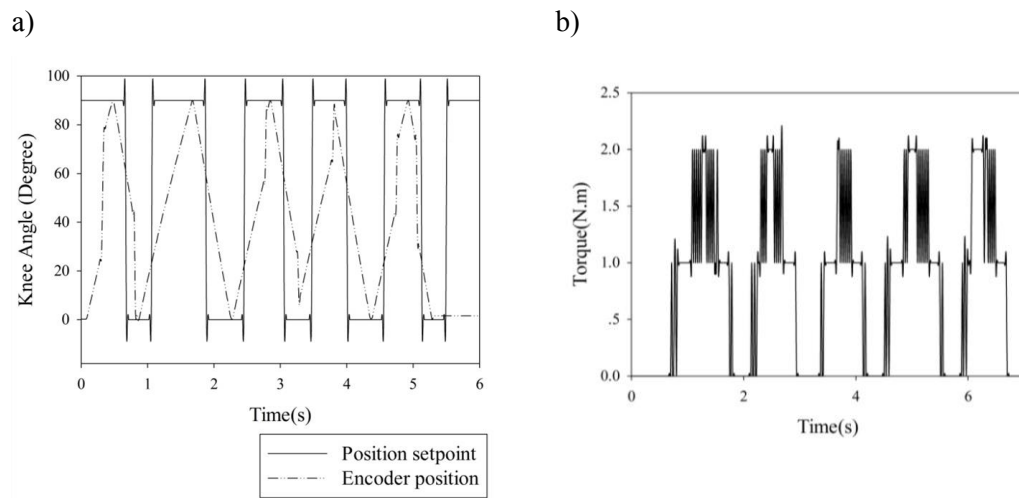 a)
100
80
60
40
20
0
Knee Angle (Degree)
0 1 2 3 4 5 6
Time(s)
Position setpoint
Encoder position
b)
2.5
2.0
1.5
1.0
.5
0.0
Torque(N.m)
0 2 4 6
Time(s)